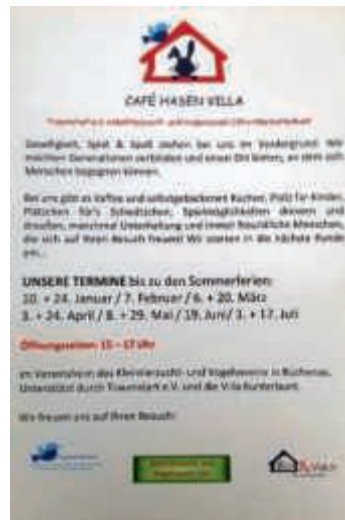 CAFÉ HASEN VILLA
Geselligkeit, Spiel & Spaß stehen bei uns im Vordergrund. Wir
möchten Generationen verbinden und einen Ort bieten, an dem sich
Menschen begegnen können.
Bei uns gibt es Kaffee und selbstgebackenen Kuchen, Platz für Kinder,
Plätzchen für's Schwätzchen, Spielmöglichkeiten drinnen und
draußen, manchmal Unterhaltung und immer freundliche Menschen,
die sich auf Ihren Besuch freuen! Wir starten in die nächste Runde
am...
UNSERE TERMINE bis zu den Sommerferien:
10. + 24. Januar / 7. Februar / 6. + 20. März
3. + 24. April / 8. + 29. Mai / 19. Juni / 3. + 17. Juli
Öffnungszeiten: 15 – 17 Uhr
im Vereinsheim des Kleintierzucht- und Vogelvereins in Büchenau.
Unterstützt durch Traumstart e.V. und die Villa Kunterbunt.
Wir freuen uns auf Ihren Besuch!